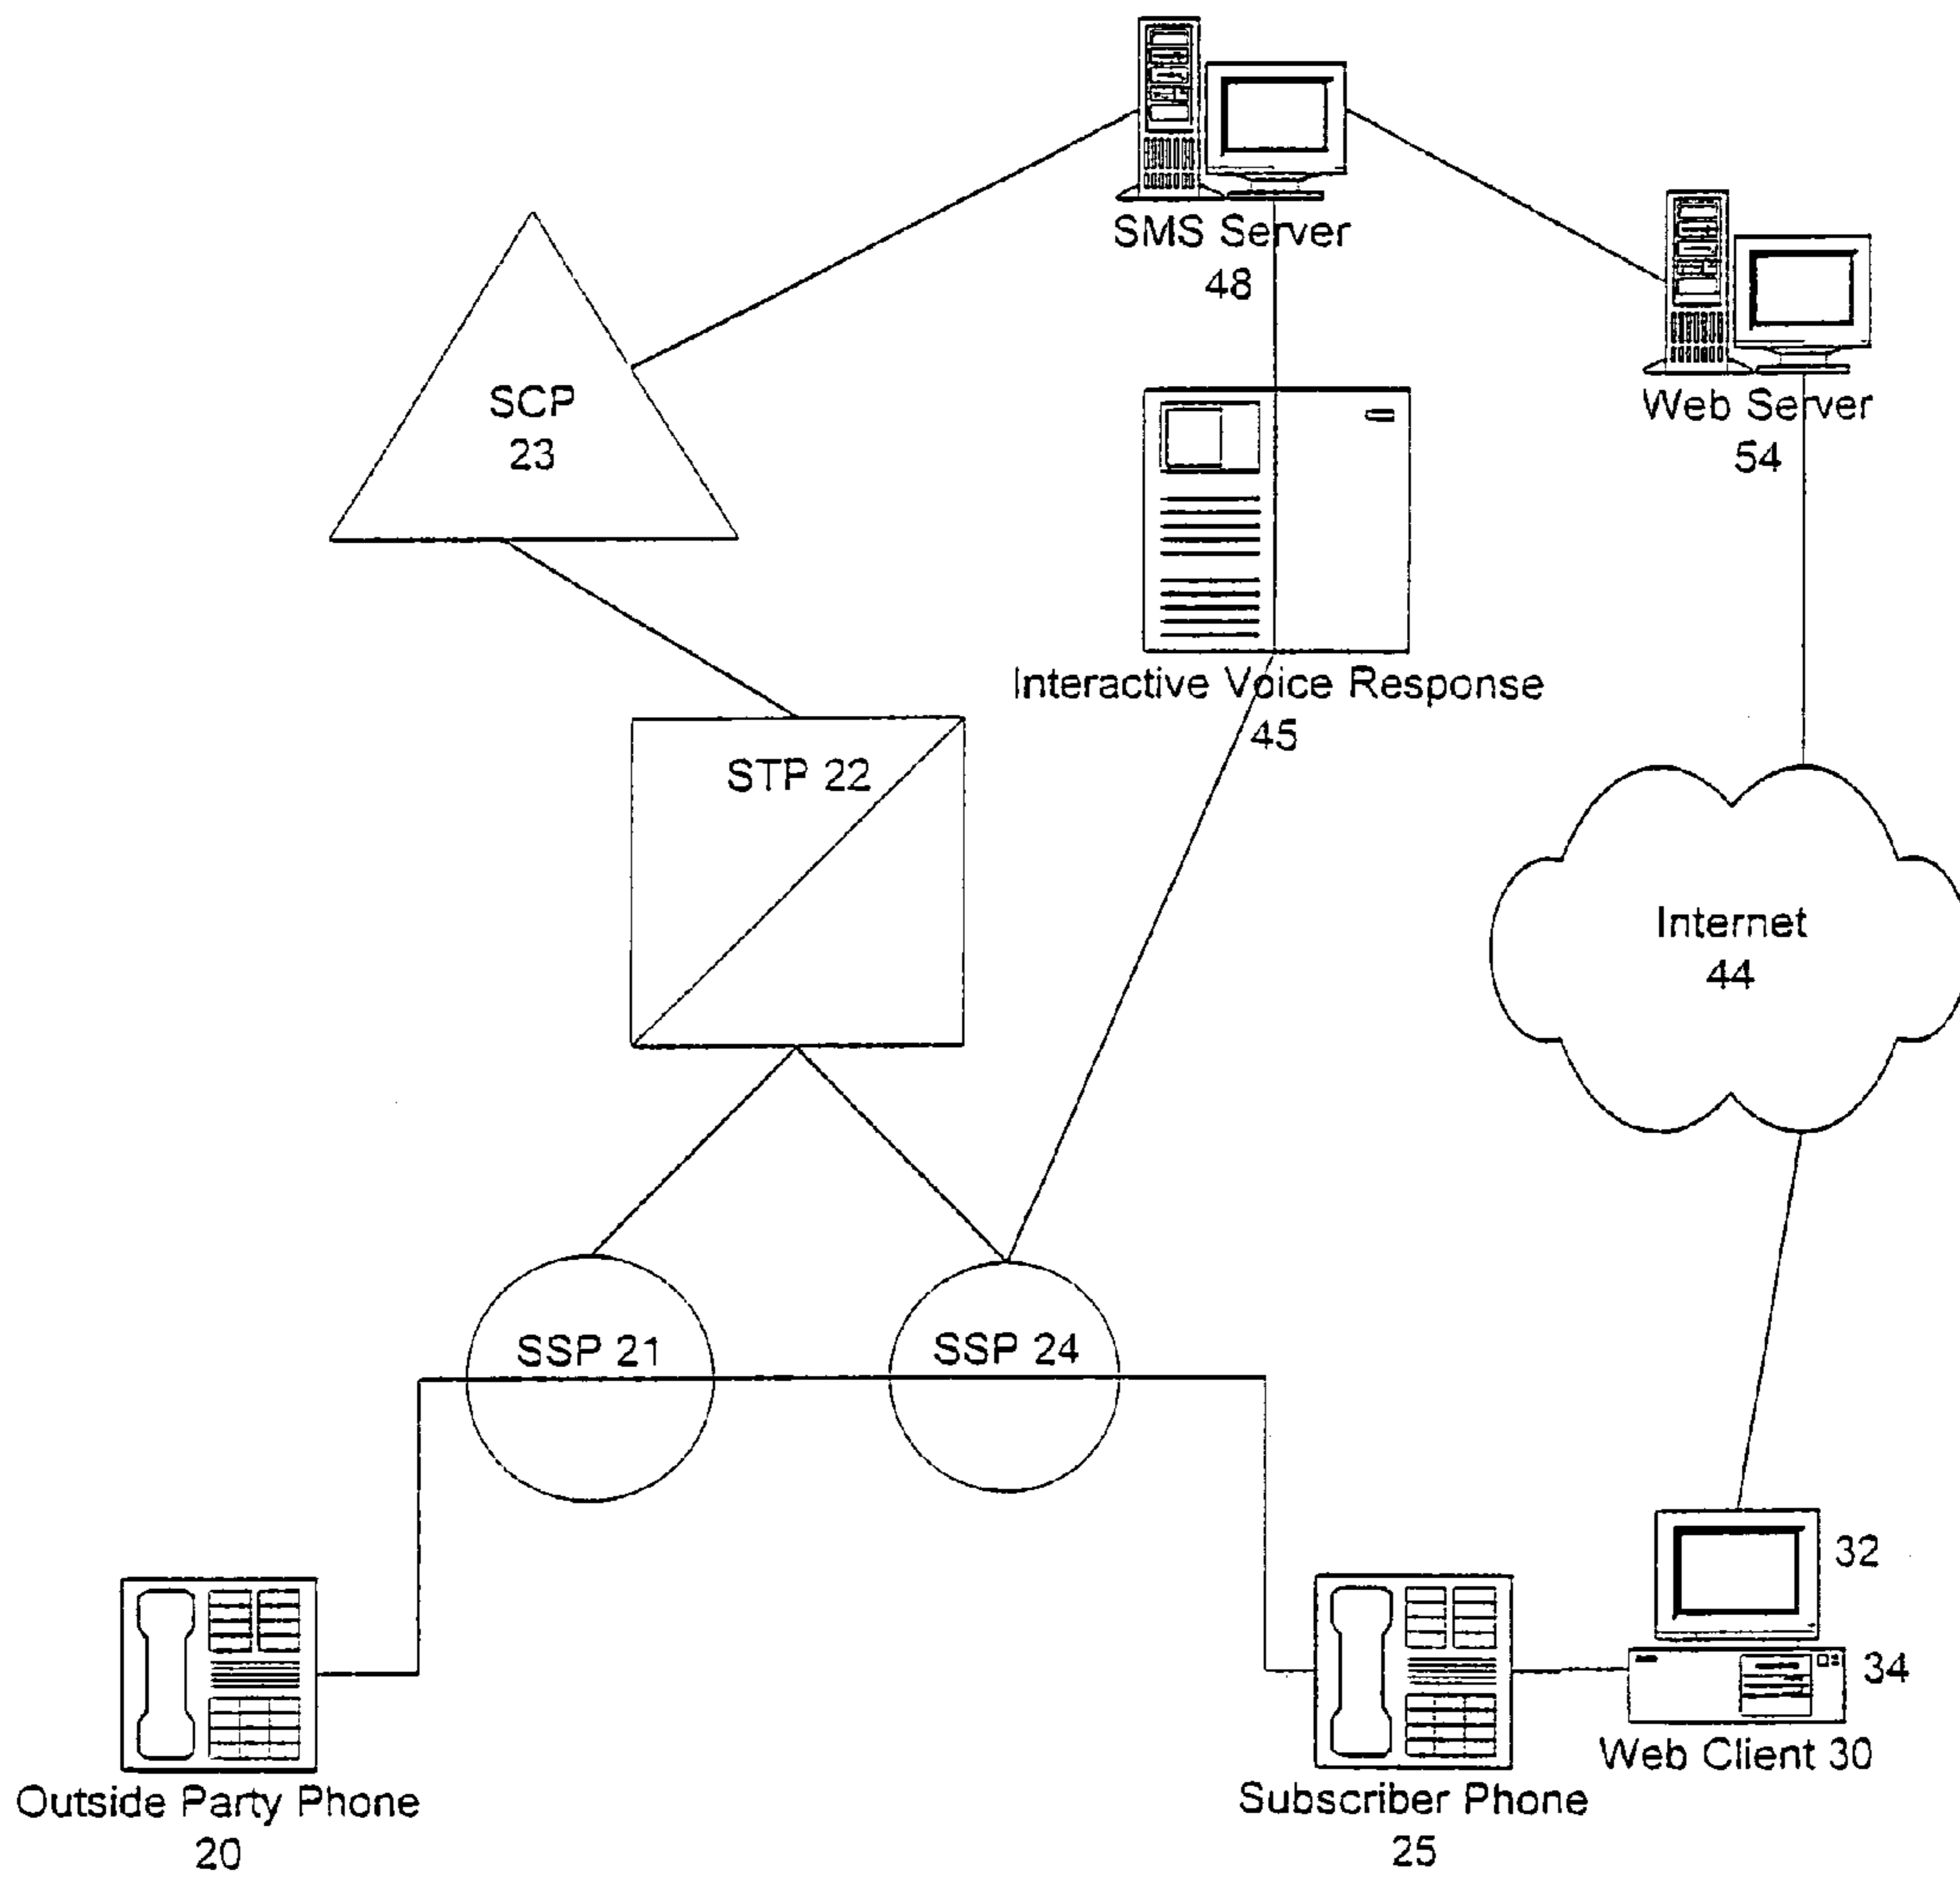 SMS Server
48
Web Server
54
SCP
23
Interactive Voice Response
45
STP 22
Internet
44
SSP 21
SSP 24
32
34
Web Client 30
Outside Party Phone
20
Subscriber Phone
25